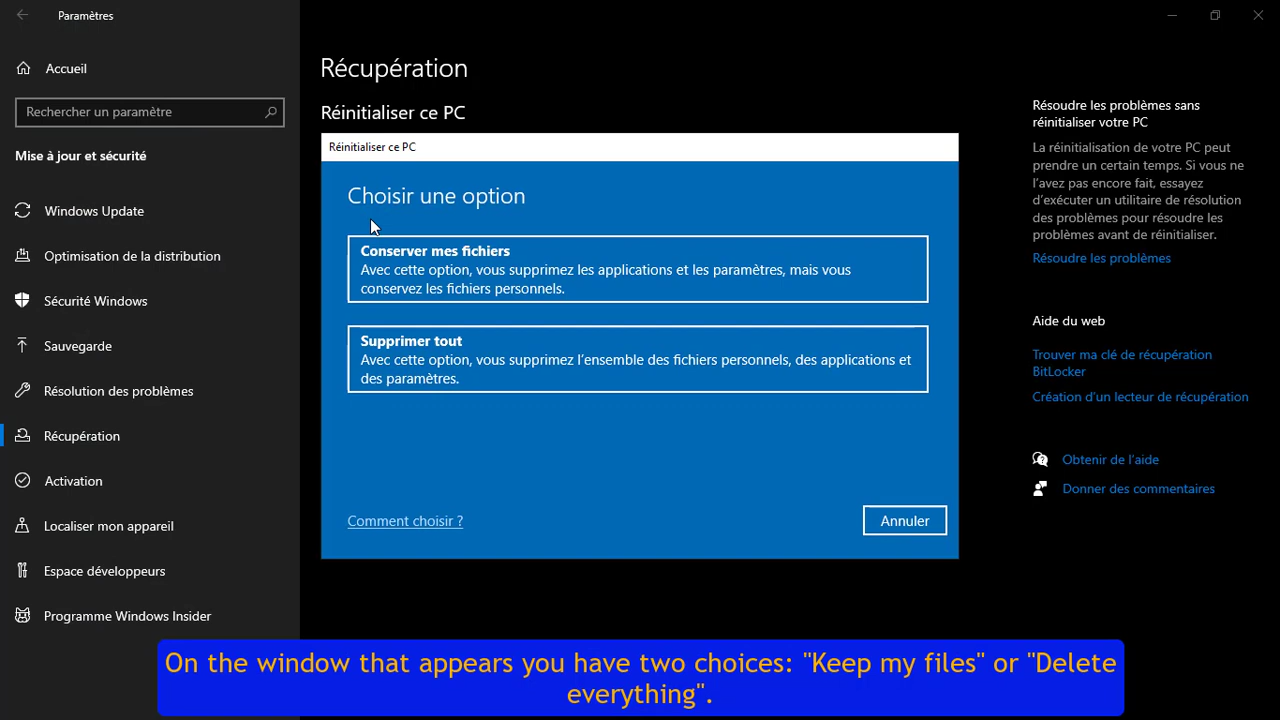 Paramètres
Accueil
Rechercher un paramètre
Mise à jour et sécurité
Windows Update
Optimisation de la distribution
Sécurité Windows
Sauvegarde
Résolution des problèmes
Récupération
Activation
Localiser mon appareil
Espace développeurs
Programme Windows Insider
Récupération
Réinitialiser ce PC
Réinitialiser ce PC
Choisir une option
Conserver mes fichiers
Avec cette option, vous supprimez les applications et les paramètres, mais vous
conservez les fichiers personnels.
Supprimer tout
Avec cette option, vous supprimez l'ensemble des fichiers personnels, des applications et
des paramètres.
Comment choisir ?
Annuler
Résoudre les problèmes sans
réinitialiser votre PC
La réinitialisation de votre PC peut
prendre un certain temps. Si vous ne
l'avez pas encore fait, essayez
d'exécuter un utilitaire de résolution
des problèmes pour résoudre les
problèmes avant de réinitialiser.
Résoudre les problèmes
Aide du web
Trouver ma clé de récupération
BitLocker
Création d'un lecteur de récupération
Obtenir de l'aide
Donner des commentaires
On the window that appears you have two choices: "Keep my files" or "Delete
everything".